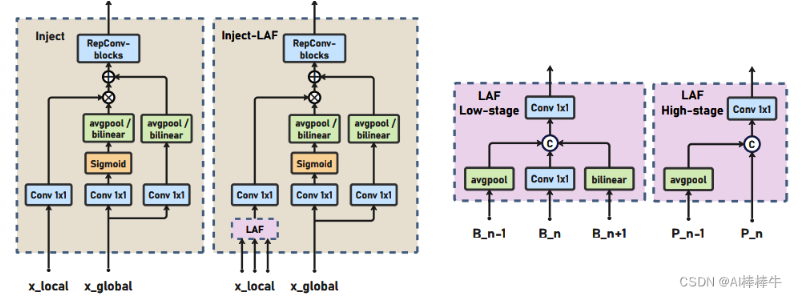 Inject
RepConv-
blocks
avgpool /
bilinear
avgpool /
bilinear
Sigmoid
Conv 1x1
Conv 1x1
Conv 1x1
x_local
x_global
Inject-LAF
RepConv-
blocks
avgpool /
bilinear
avgpool /
bilinear
Sigmoid
Conv 1x1
Conv 1x1
Conv 1x1
LAF
x_local
x_global
LAF
Low-stage
Conv 1x1
C
avgpool
Conv 1x1
bilinear
B_n-1
B_n
B_n+1
LAF
High-stage
Conv 1x1
C
avgpool
P_n-1
P_n
CSDN @AI棒棒牛